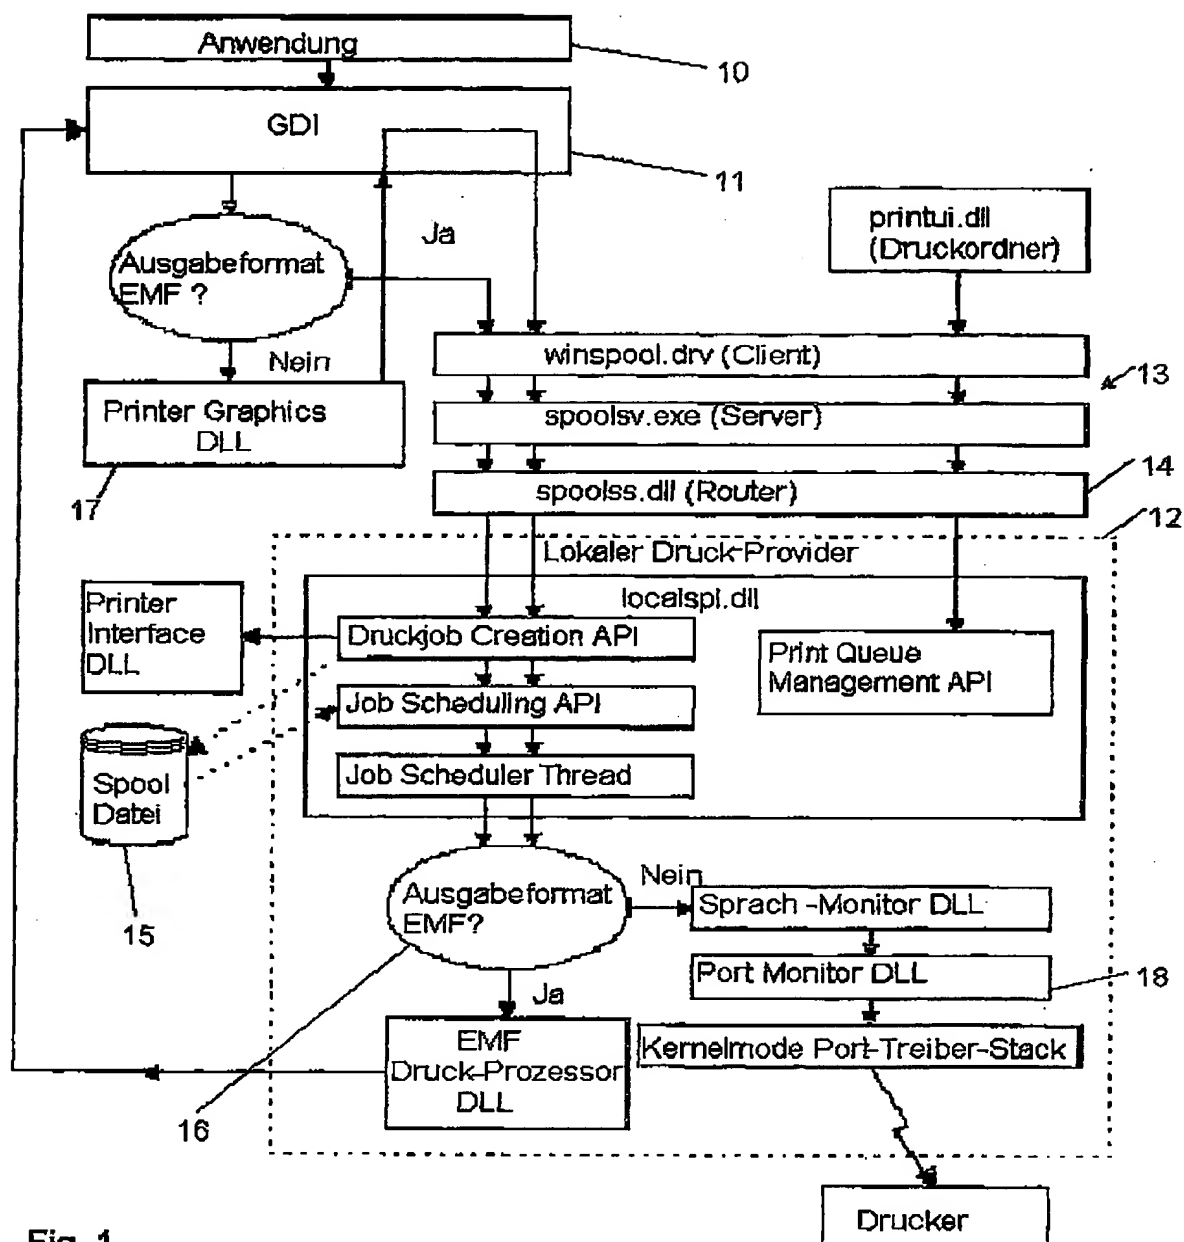 Anwendung
10
GDI
11
Ja
printui.dll
(Druckordner)
Ausgabeformat
EMF ?
Nein
winspool.drv (Client)
13
Printer Graphics
DLL
spoolsv.exe (Server)
14
17
spoolss.dll (Router)
12
Lokaler Druck-Provider
localspl.dll
Printer
Interface
DLL
Druckjob Creation API
Print Queue
Management API
Job Scheduling API
Spool
Datei
Job Scheduler Thread
15
Ausgabeformat
EMF?
Nein
Sprach -Monitor DLL
Port Monitor DLL
18
Ja
EMF
Druck-Prozessor
DLL
Kernelmode Port-Treiber-Stack
16
Drucker
Fig. 1